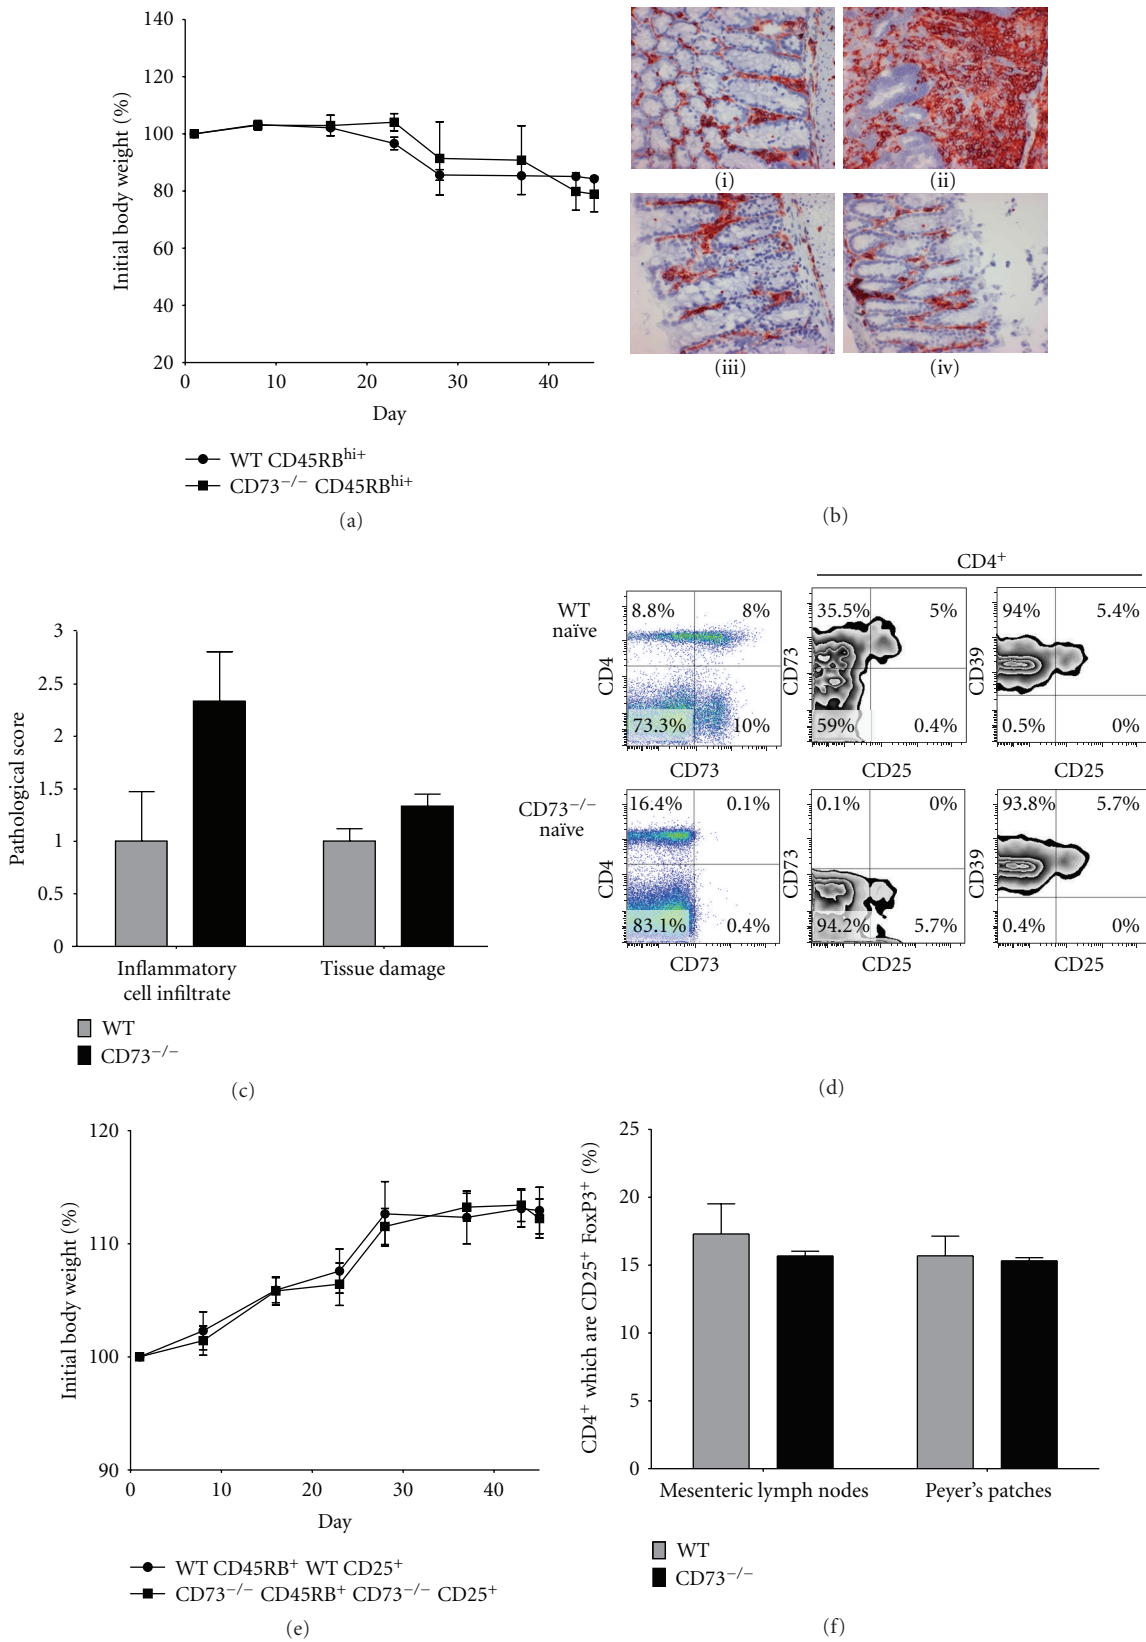 140
120
100
80
60
40
20
Initial body weight (%)
0
10
20
30
40
Day
WT CD45RBhi+
CD73−/− CD45RBhi+
(a)
(i)
(ii)
(iii)
(iv)
(b)
3
2.5
2
1.5
1
0.5
0
Pathological score
Inflammatory
cell infiltrate
Tissue damage
WT
CD73−/−
(c)
CD4+
WT
naïve
8.8%
8%
73.3%
10%
CD4
CD73
35.5%
5%
59%
0.4%
CD73
CD25
94%
5.4%
0.5%
0%
CD39
CD25
CD73−/−
naïve
16.4%
0.1%
83.1%
0.4%
CD4
CD73
0.1%
0%
94.2%
5.7%
CD73
CD25
93.8%
5.7%
0.4%
0%
CD39
CD25
(d)
120
110
100
90
Initial body weight (%)
0
10
20
30
40
Day
WT CD45RB+ WT CD25+
CD73−/− CD45RB+ CD73−/− CD25+
(e)
25
20
15
10
5
0
CD4+ which are CD25+ FoxP3+ (%)
Mesenteric lymph nodes
Peyer's patches
WT
CD73−/−
(f)